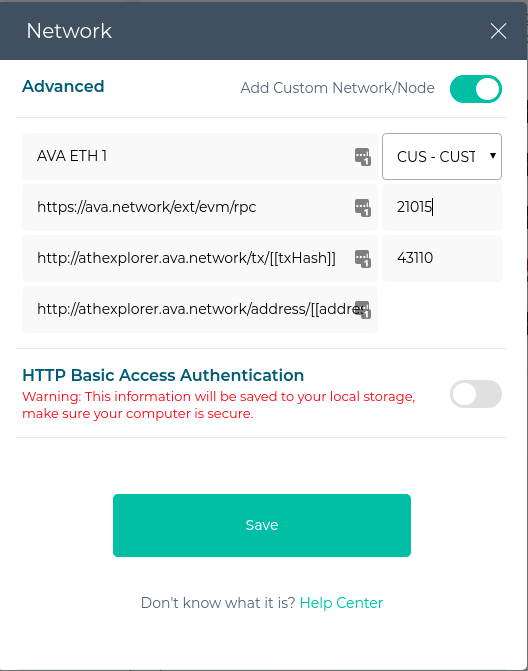 Network
Advanced
Add Custom Network/Node
AVA ETH 1
CUS - CUST
https://ava.network/ext/evm/rpc
21015
http://athexplorer.ava.network/tx/[[txHash]]
43110
http://athexplorer.ava.network/address/[[addre
HTTP Basic Access Authentication
Warning: This information will be saved to your local storage,
make sure your computer is secure.
Save
Don't know what it is? Help Center